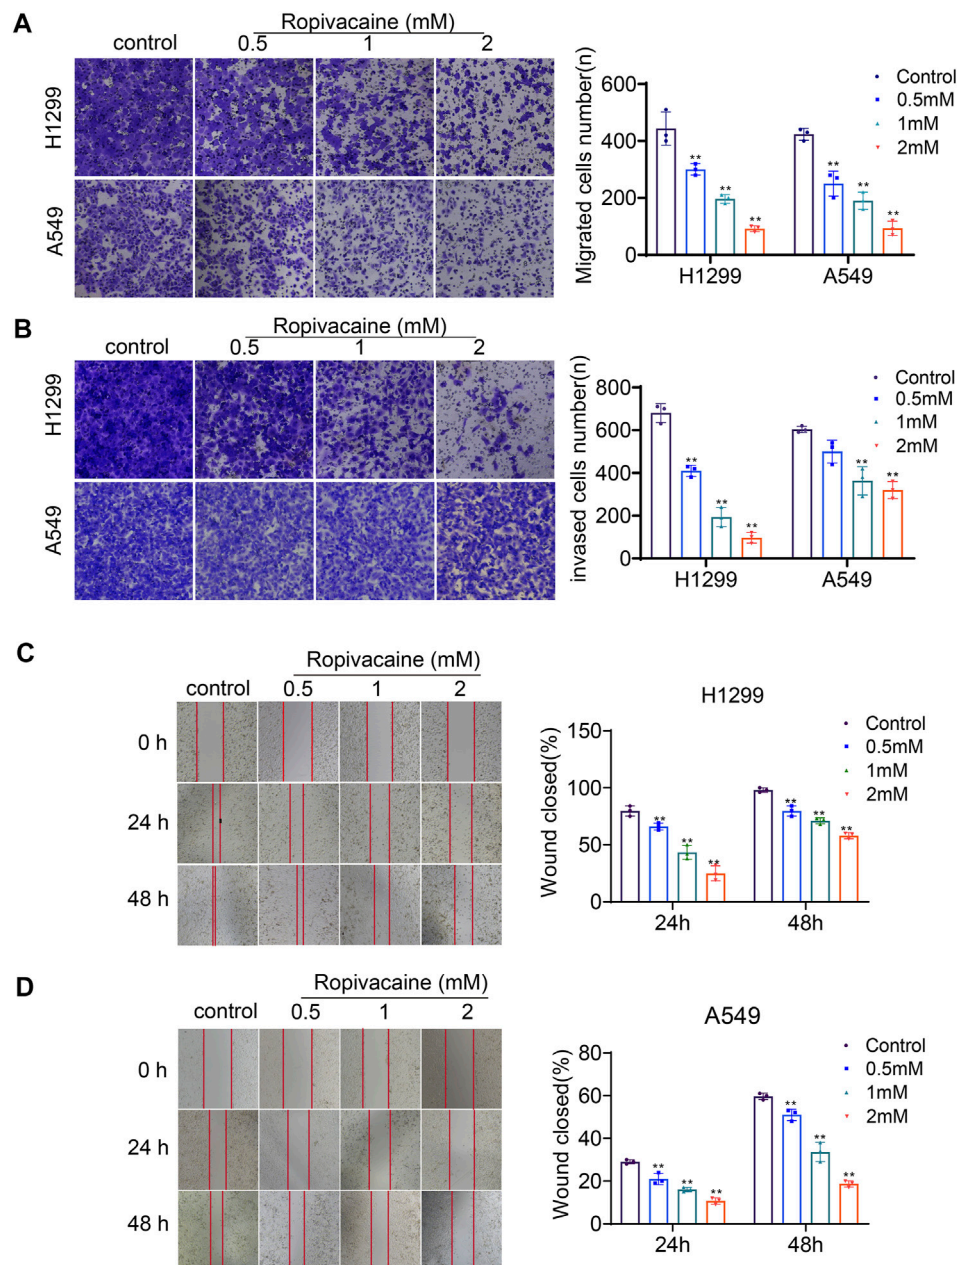 A
Ropivacaine (mM)
control 0.5 1 2
H1299
A549
Migrated cells number(n)
600
400
200
0
** ** ** ** ** **
H1299 A549
Control
0.5mM
1mM
2mM
B
Ropivacaine (mM)
control 0.5 1 2
H1299
A549
invased cells number(n)
800
600
400
200
0
** ** ** ** **
H1299 A549
Control
0.5mM
1mM
2mM
C
Ropivacaine (mM)
control 0.5 1 2
0 h
24 h
48 h
H1299
Wound closed(%)
150
100
50
0
** ** ** ** ** **
24h 48h
Control
0.5mM
1mM
2mM
D
Ropivacaine (mM)
control 0.5 1 2
0 h
24 h
48 h
A549
Wound closed(%)
80
60
40
20
0
** ** ** ** ** **
24h 48h
Control
0.5mM
1mM
2mM